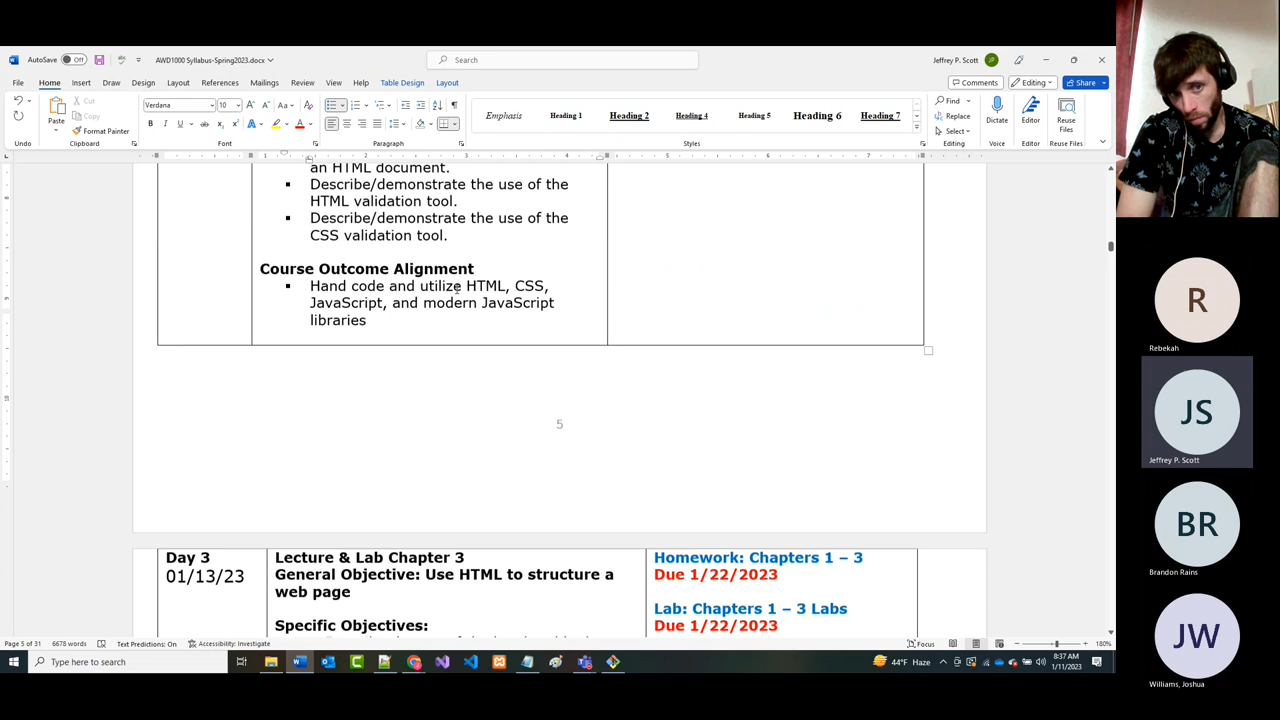 AutoSave Off AWD1000 Syllabus-Spring2023.docx Search Jeffrey P. Scott JP
File Home Insert Draw Design Layout References Mailings Review View Help Table Design Layout Comments Editing Share
Paste Cut Copy Format Painter Verdana 10 Emphasis Heading 1 Heading 2 Heading 4 Heading 5 Heading 6 Heading 7 Find Replace Select Dictate Editor Reuse Files
Undo Clipboard Font Paragraph Styles Editing Voice Editor Reuse Files
an HTML document.
Describe/demonstrate the use of the
HTML validation tool.
Describe/demonstrate the use of the
CSS validation tool.
Course Outcome Alignment
Hand code and utilize HTML, CSS,
JavaScript, and modern JavaScript
libraries
5
Day 3 Lecture & Lab Chapter 3 Homework: Chapters 1 – 3
01/13/23 General Objective: Use HTML to structure a Due 1/22/2023
web page
Lab: Chapters 1 – 3 Labs
Specific Objectives: Due 1/22/2023
Page 5 of 31 6678 words Text Predictions: On Accessibility: Investigate Focus 180%
Type here to search 44°F Haze 8:37 AM
1/11/2023
R
Rebekah
JS
Jeffrey P. Scott
BR
Brandon Rains
JW
Williams, Joshua